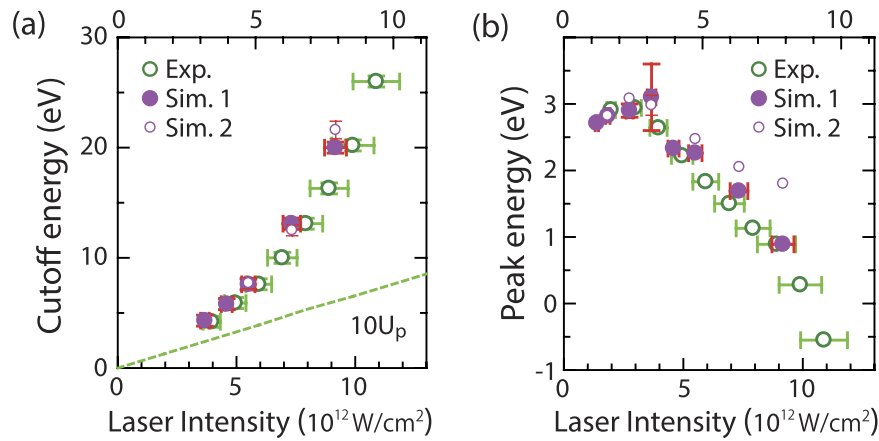 (a)
0 5 10
30
20
10
0
Cutoff energy (eV)
Exp.
Sim. 1
Sim. 2
10Up
0 5 10
Laser Intensity (10¹²W/cm²)
(b)
0 5 10
3
2
1
0
-1
Peak energy (eV)
Exp.
Sim. 1
Sim. 2
0 5 10
Laser Intensity (10¹²W/cm²)